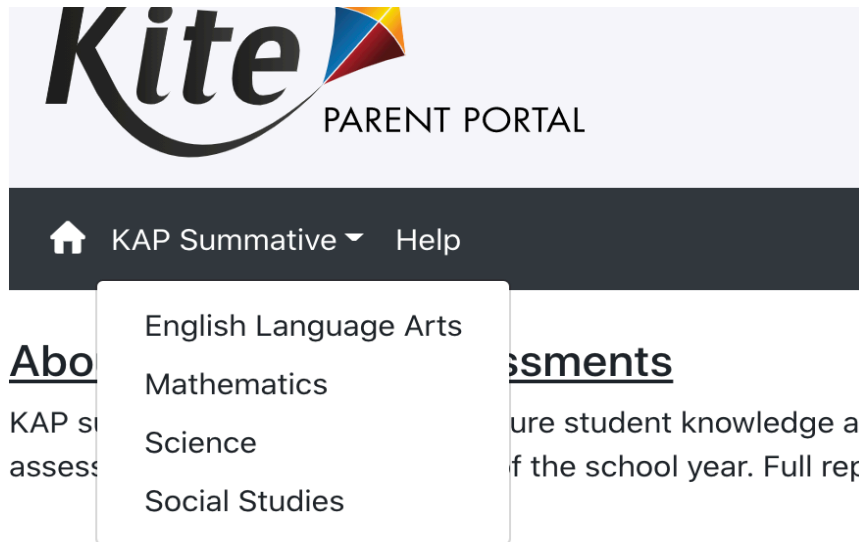 Kite
PARENT PORTAL
KAP Summative Help
English Language Arts
Mathematics
Science
Social Studies
Abo ssments
KAP su ure student knowledge a
assess f the school year. Full rep